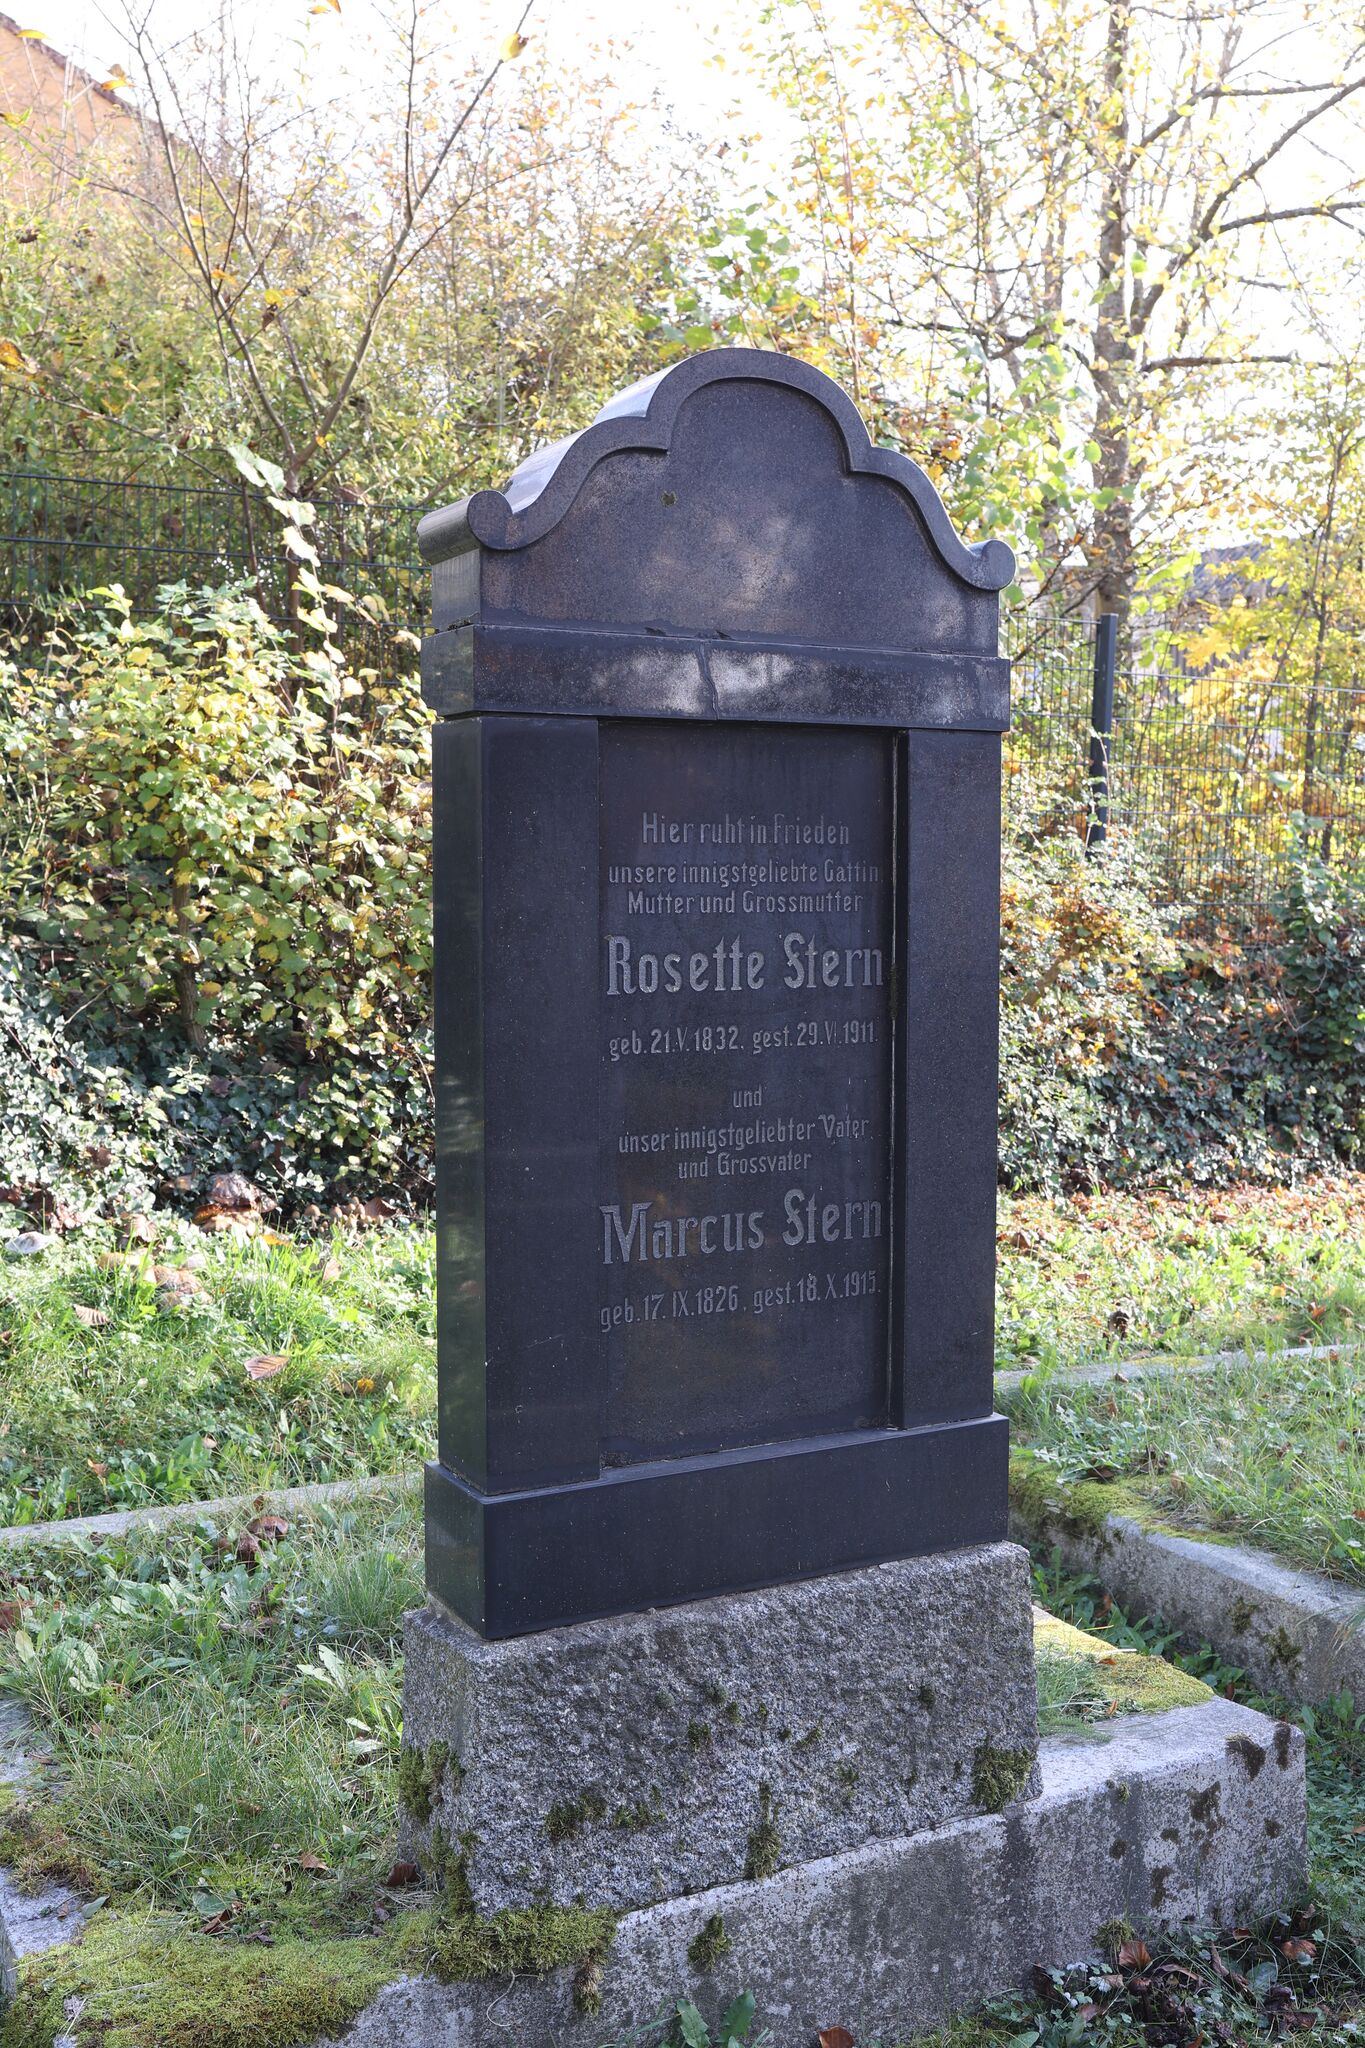 Hier ruht in Frieden
unsere innigstgeliebte Gattin,
Mutter und Grossmutter
Rosette Stern
geb. 21. V. 1832, gest. 29. VI. 1911.
und
unser innigstgeliebter Vater
und Grossvater
Marcus Stern
geb. 17. IX. 1826, gest. 18. X. 1915.